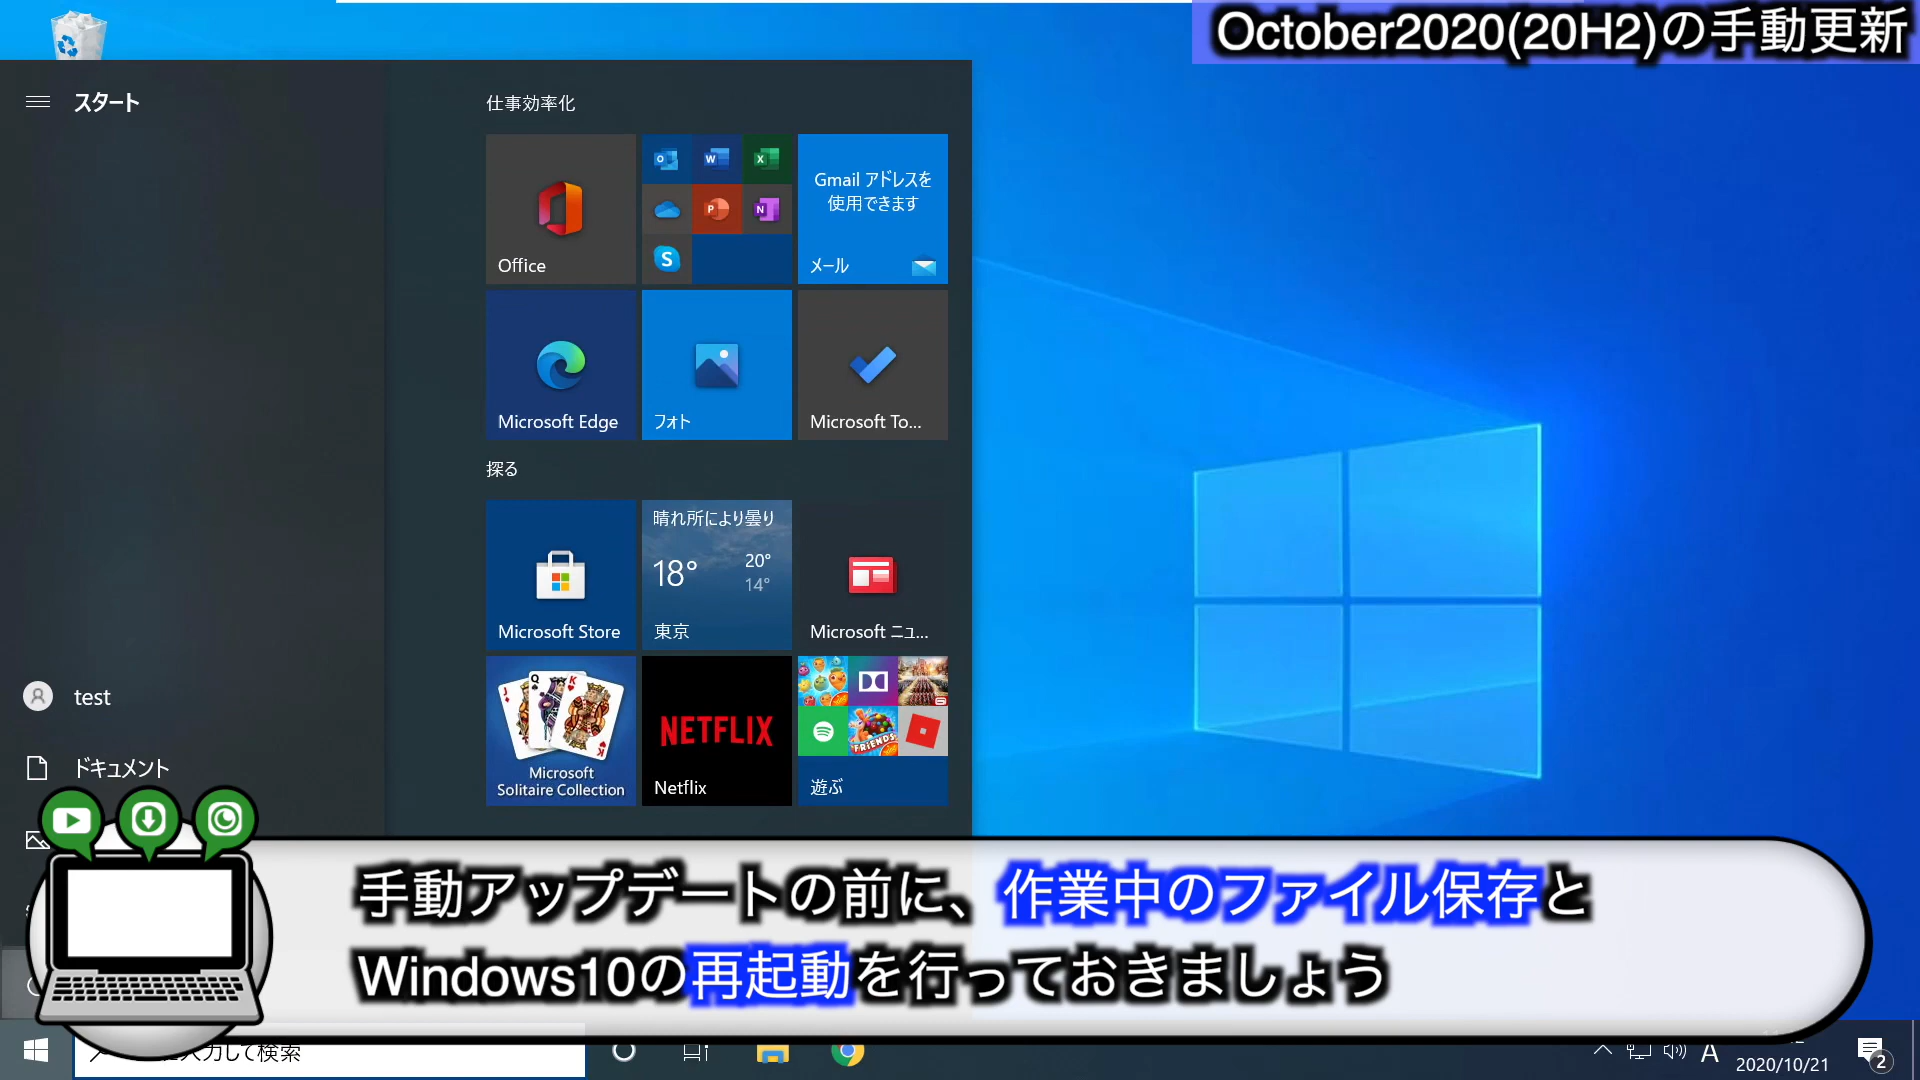 October2020(20H2)の手動更新
スタート
仕事効率化
Office
Gmail アドレスを
使用できます
メール
Microsoft Edge
フォト
Microsoft To...
探る
Microsoft Store
晴れ所により曇り
18°
20°
14°
東京
Microsoft ニュ...
Microsoft
Solitaire Collection
NETFLIX
Netflix
FRIENDS
遊ぶ
test
ドキュメント
手動アップデートの前に、作業中のファイル保存と
Windows10の再起動を行っておきましょう
入力して検索
A
2020/10/21
2